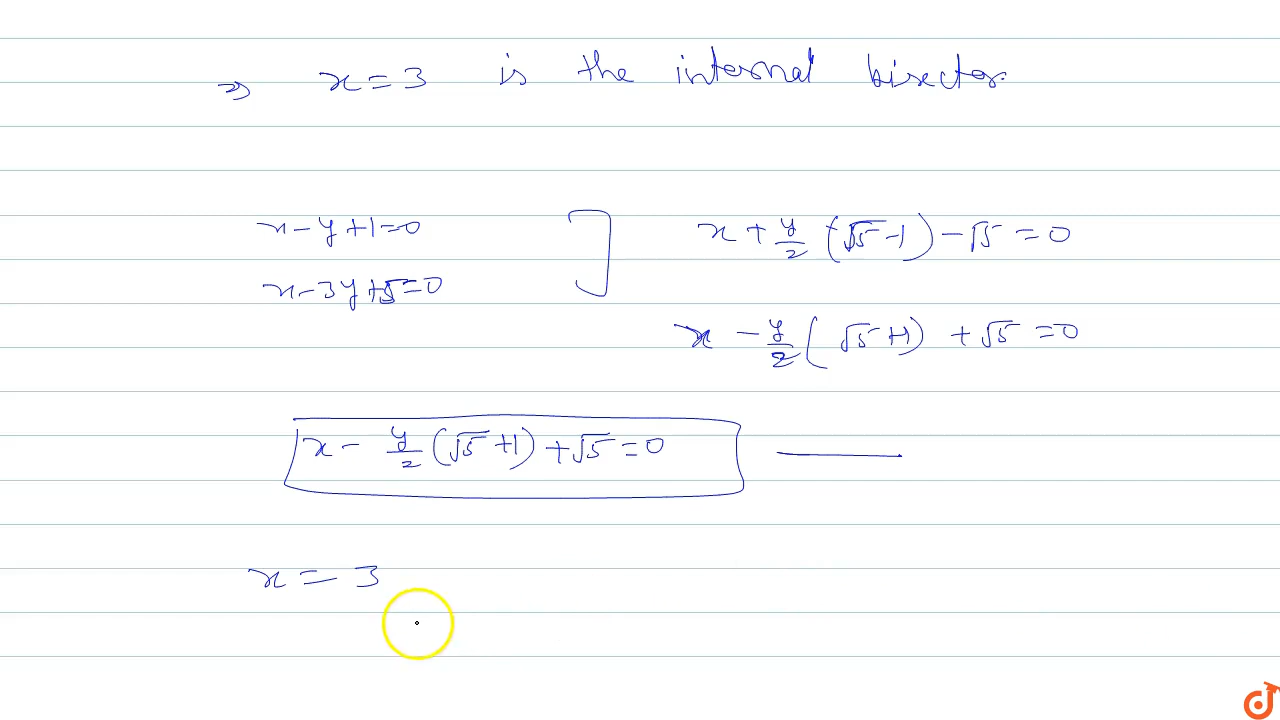 ⇒ x = 3 is the internal bisector.
x - y + 1 = 0
x - 3y + 5 = 0
x + y/2 (√5 - 1) - √5 = 0
x - y/2 (√5 + 1) + √5 = 0
x - y/2 (√5 + 1) + √5 = 0
x = 3